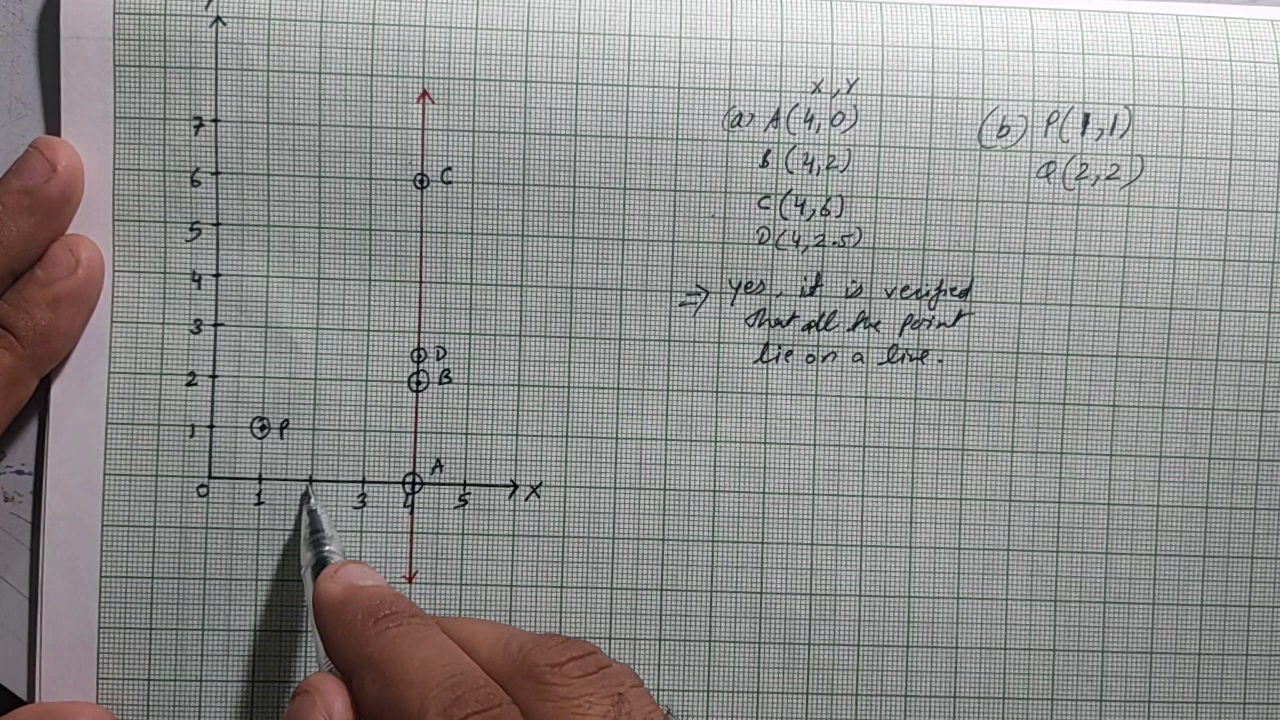 X, Y
(a) A(4,0)
B(4,2)
C(4,6)
D(4,2.5)
⇒ Yes, it is verified
that all the point
lie on a line.
(b) P(1,1)
Q(2,2)
7
6
5
4
3
2
1
0
1
3
4
5
X
C
D
B
P
A